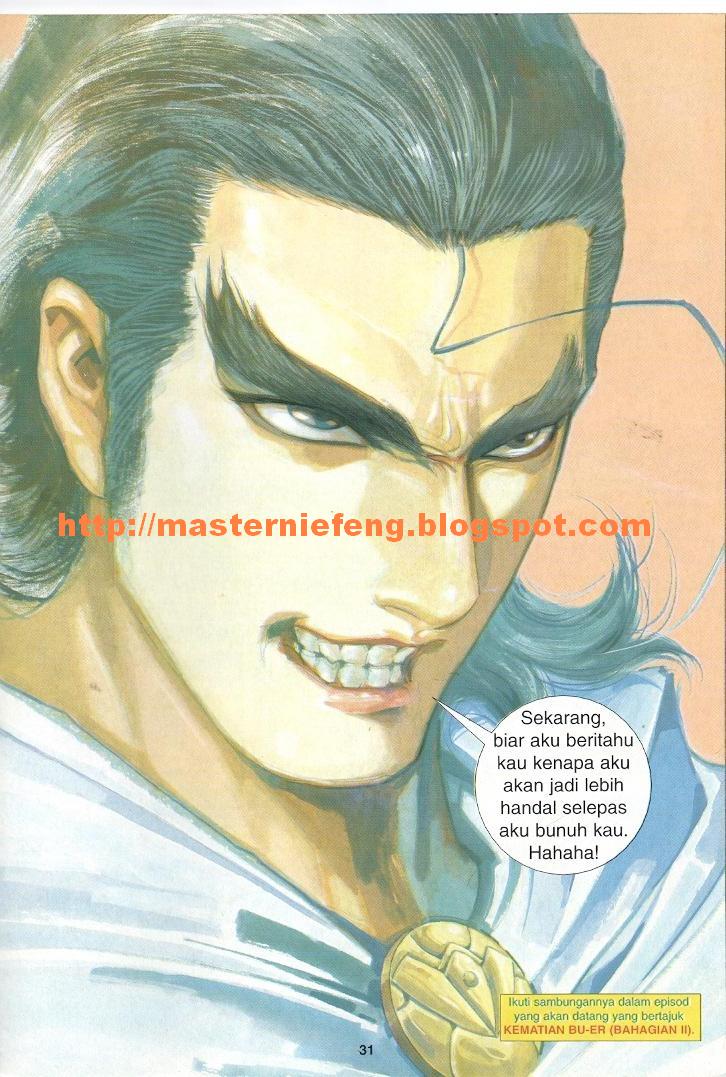 http://masterniefeng.blogspot.com
Sekarang,
biar aku beritahu
kau kenapa aku
akan jadi lebih
handal selepas
aku bunuh kau.
Hahaha!
Ikuti sambungannya dalam episod
yang akan datang yang bertajuk
KEMATIAN BU-ER (BAHAGIAN II).
31